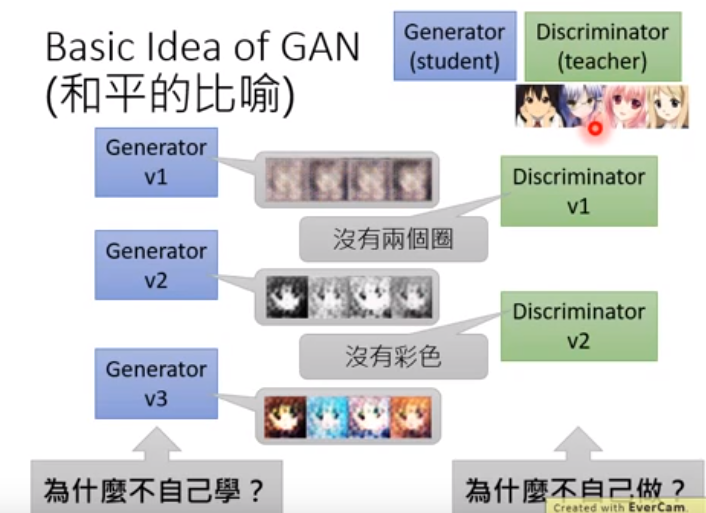 Basic Idea of GAN
(和平的比喻)
Generator
(student)
Discriminator
(teacher)
Generator
v1
Discriminator
v1
沒有兩個圈
Generator
v2
Discriminator
v2
沒有彩色
Generator
v3
為什麼不自己學？
為什麼不自己做？
Created with EverCam.